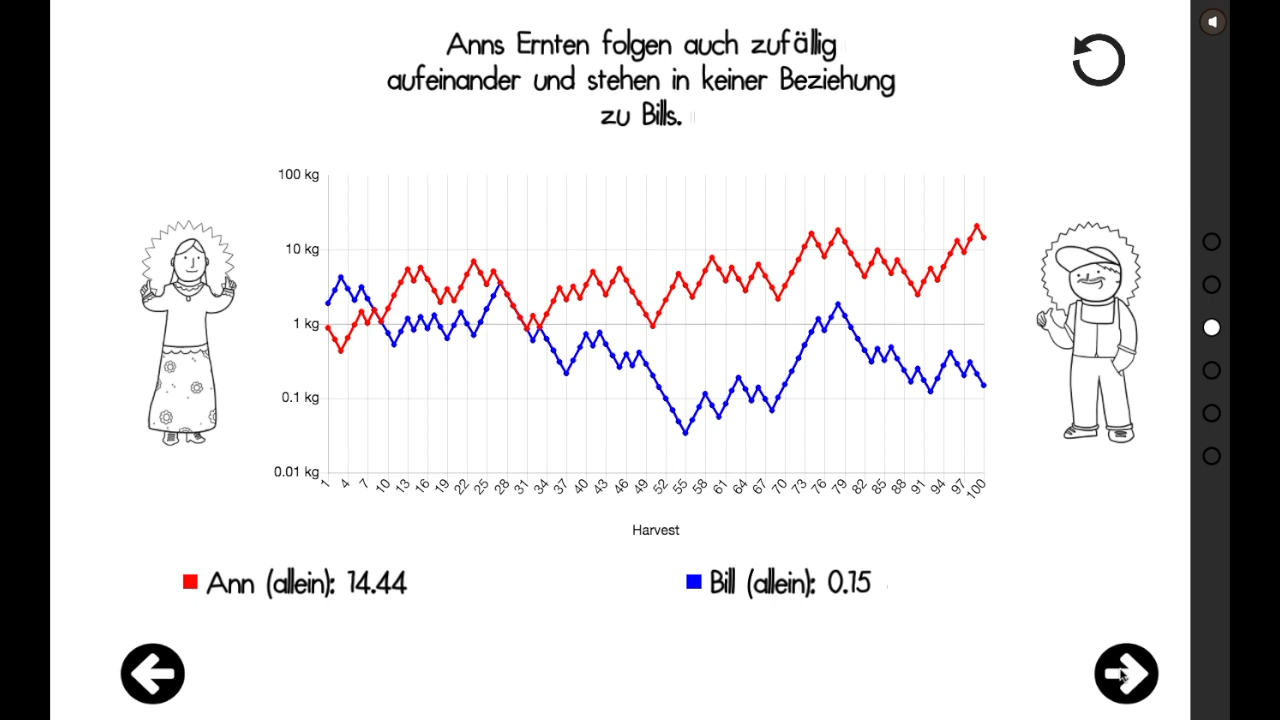 Anns Ernten folgen auch zufällig
aufeinander und stehen in keiner Beziehung
zu Bills.
100 kg
10 kg
1 kg
0.1 kg
0.01 kg
1 4 7 10 13 16 19 22 25 28 31 34 37 40 43 46 49 52 55 58 61 64 67 70 73 76 79 82 85 88 91 94 97 100
Harvest
Ann (allein): 14.44 Bill (allein): 0.15